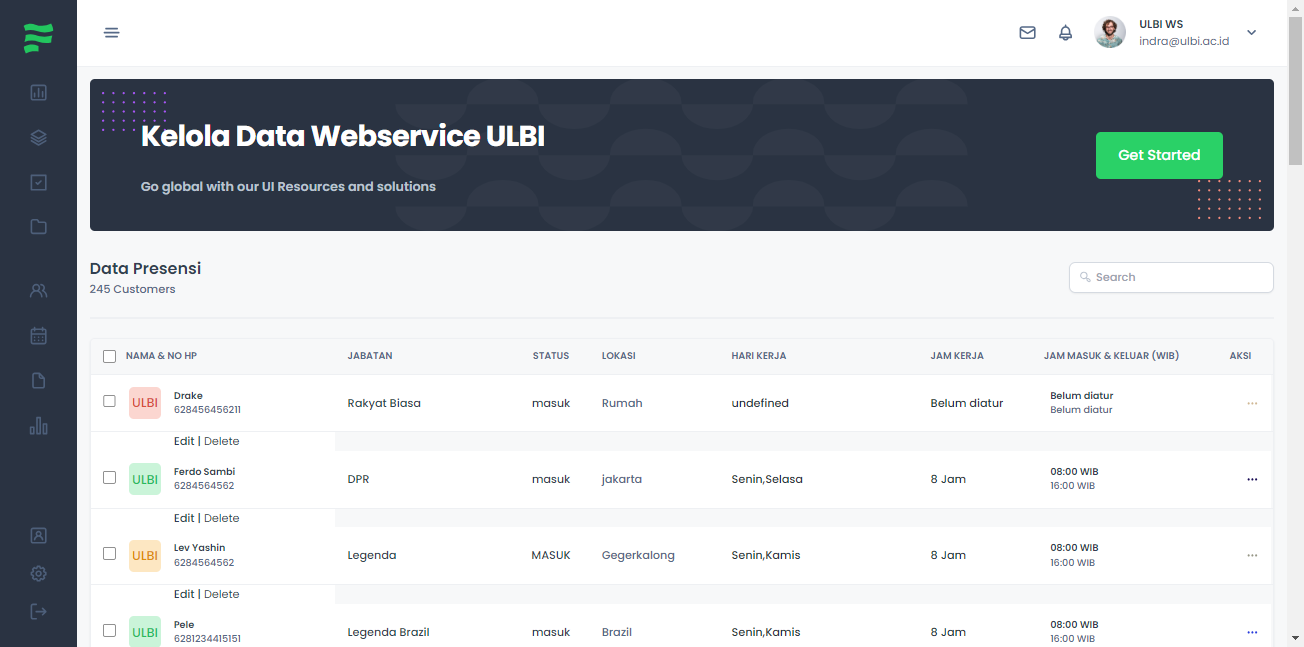 ULBI WS
indra@ulbi.ac.id
Kelola Data Webservice ULBI
Go global with our UI Resources and solutions
Get Started
Data Presensi
245 Customers
Search
NAMA & NO HP JABATAN STATUS LOKASI HARI KERJA JAM KERJA JAM MASUK & KELUAR (WIB) AKSI
ULBI Drake Rakyat Biasa masuk Rumah undefined Belum diatur Belum diatur ...
628456456211 Belum diatur
Edit | Delete
ULBI Ferdo Sambi DPR masuk jakarta Senin,Selasa 8 Jam 08:00 WIB ...
6284564562 16:00 WIB
Edit | Delete
ULBI Lev Yashin Legenda MASUK Gegerkalong Senin,Kamis 8 Jam 08:00 WIB ...
6284564562 16:00 WIB
Edit | Delete
ULBI Pele Legenda Brazil masuk Brazil Senin,Kamis 8 Jam 08:00 WIB ...
6281234415151 16:00 WIB